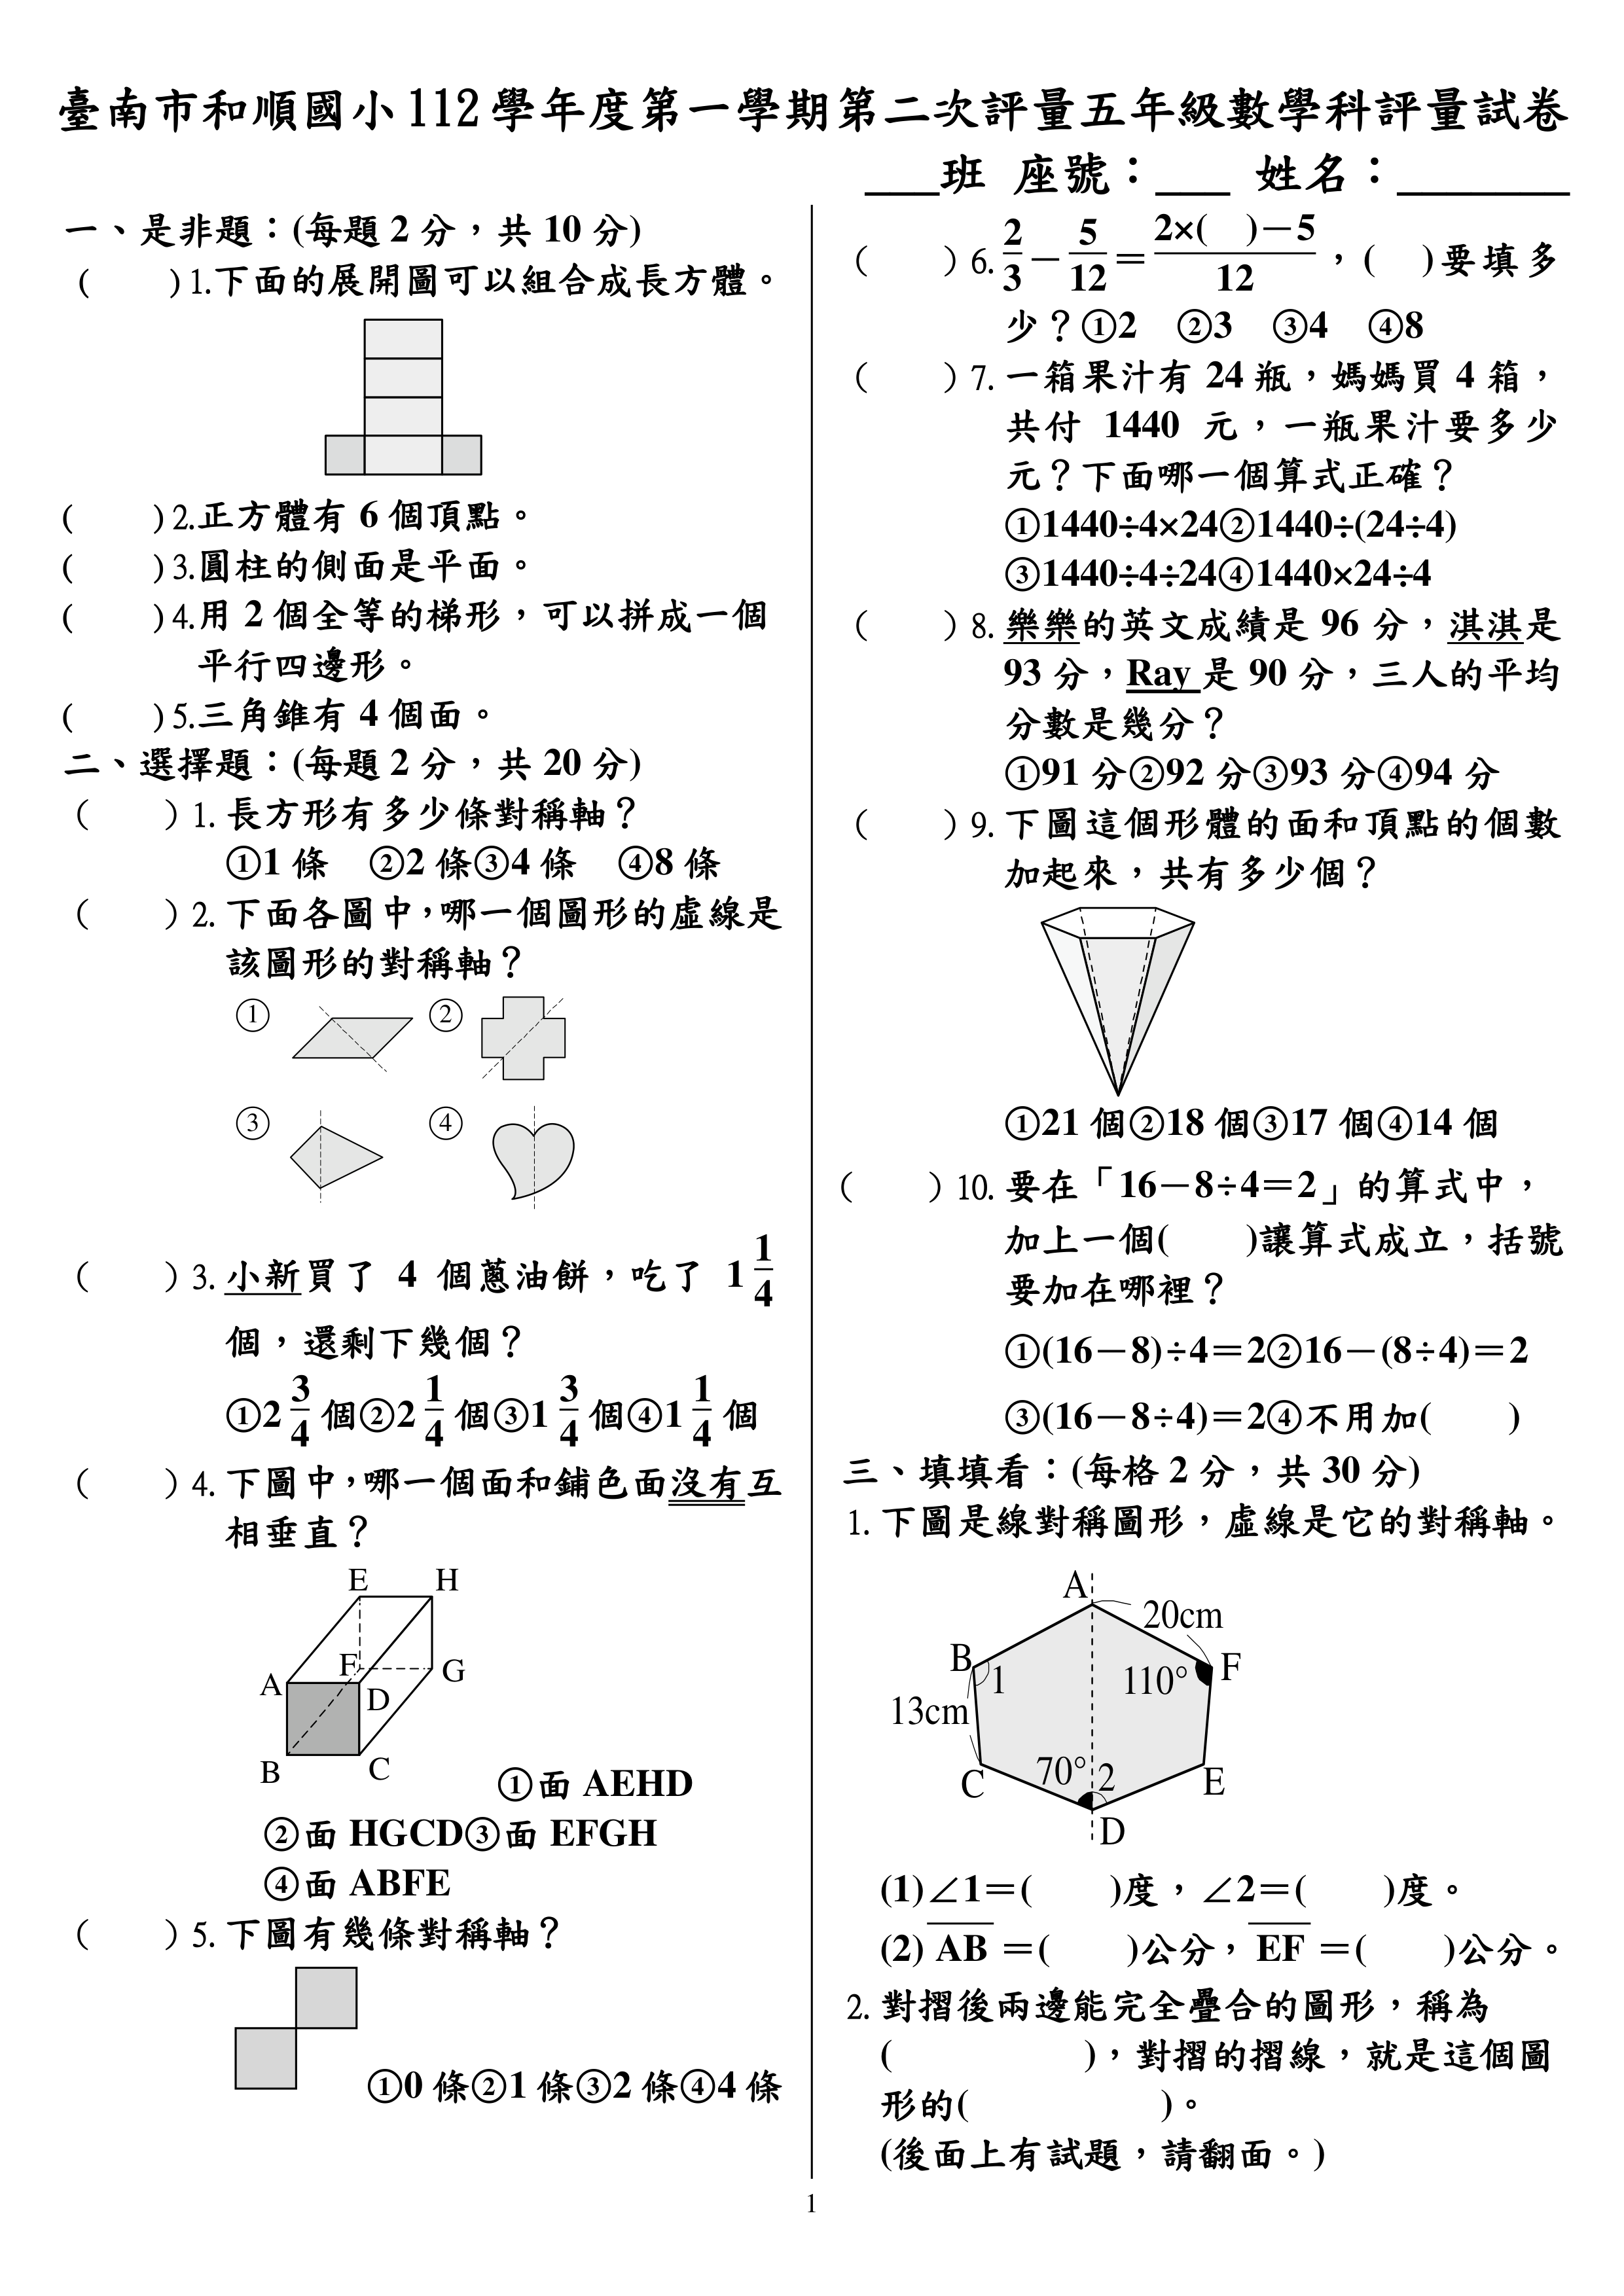 臺南市和順國小112學年度第一學期第二次評量五年級數學科評量試卷
___班 座號：___ 姓名：_______
一、是非題：(每題2分，共10分)
(　　)1.下面的展開圖可以組合成長方體。
(　　)2.正方體有6個頂點。
(　　)3.圓柱的側面是平面。
(　　)4.用2個全等的梯形，可以拼成一個
平行四邊形。
(　　)5.三角錐有4個面。
二、選擇題：(每題2分，共20分)
(　　)1.長方形有多少條對稱軸？
①1條　②2條③4條　④8條
(　　)2.下面各圖中，哪一個圖形的虛線是
該圖形的對稱軸？
① ②
③ ④
(　　)3.小新買了 4 個蔥油餅，吃了 1 1/4
個，還剩下幾個？
①2 3/4個②2 1/4個③1 3/4個④1 1/4個
(　　)4.下圖中，哪一個面和鋪色面沒有互
相垂直？
E H
F G
A D
B C
①面 AEHD
②面 HGCD③面 EFGH
④面 ABFE
(　　)5.下圖有幾條對稱軸？
①0條②1條③2條④4條
(　　)6. 2/3－5/12＝(2×(　)－5)/12，(　)要填多
少？①2　②3　③4　④8
(　　)7.一箱果汁有24瓶，媽媽買4箱，
共付 1440 元，一瓶果汁要多少
元？下面哪一個算式正確？
①1440÷4×24②1440÷(24÷4)
③1440÷4÷24④1440×24÷4
(　　)8.樂樂的英文成績是96分，淇淇是
93分，Ray是90分，三人的平均
分數是幾分？
①91分②92分③93分④94分
(　　)9.下圖這個形體的面和頂點的個數
加起來，共有多少個？
①21個②18個③17個④14個
(　　)10.要在「16－8÷4＝2」的算式中，
加上一個(　　)讓算式成立，括號
要加在哪裡？
①(16－8)÷4＝2②16－(8÷4)＝2
③(16－8÷4)＝2④不用加(　　)
三、填填看：(每格2分，共30分)
1.下圖是線對稱圖形，虛線是它的對稱軸。
A
20cm
B 1 110° F
13cm
C 70° 2 E
D
(1)∠1＝(　　)度，∠2＝(　　)度。
(2) A̅B̅＝(　　)公分，E̅F̅＝(　　)公分。
2.對摺後兩邊能完全疊合的圖形，稱為
(　　　　　)，對摺的摺線，就是這個圖
形的(　　　　　)。
(後面上有試題，請翻面。)
1